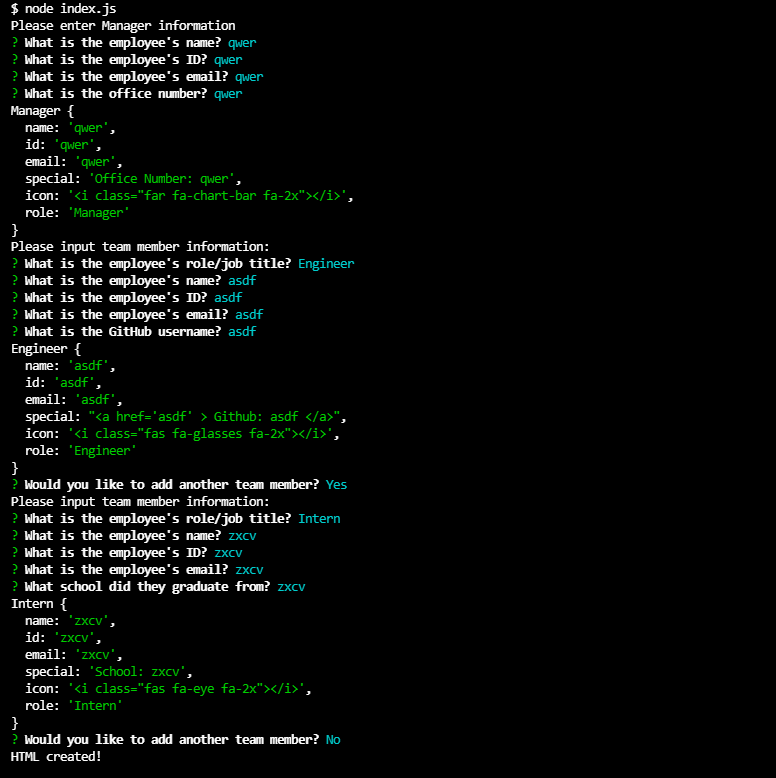 $ node index.js
Please enter Manager information
? What is the employee's name? qwer
? What is the employee's ID? qwer
? What is the employee's email? qwer
? What is the office number? qwer
Manager {
  name: 'qwer',
  id: 'qwer',
  email: 'qwer',
  special: 'Office Number: qwer',
  icon: '<i class="far fa-chart-bar fa-2x"></i>',
  role: 'Manager'
}
Please input team member information:
? What is the employee's role/job title? Engineer
? What is the employee's name? asdf
? What is the employee's ID? asdf
? What is the employee's email? asdf
? What is the GitHub username? asdf
Engineer {
  name: 'asdf',
  id: 'asdf',
  email: 'asdf',
  special: "<a href='asdf' > Github: asdf </a>",
  icon: '<i class="fas fa-glasses fa-2x"></i>',
  role: 'Engineer'
}
? Would you like to add another team member? Yes
Please input team member information:
? What is the employee's role/job title? Intern
? What is the employee's name? zxcv
? What is the employee's ID? zxcv
? What is the employee's email? zxcv
? What school did they graduate from? zxcv
Intern {
  name: 'zxcv',
  id: 'zxcv',
  email: 'zxcv',
  special: 'School: zxcv',
  icon: '<i class="fas fa-eye fa-2x"></i>',
  role: 'Intern'
}
? Would you like to add another team member? No
HTML created!